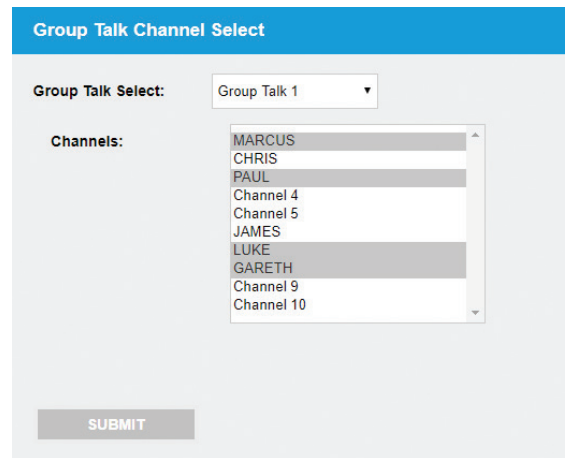 Group Talk Channel Select
Group Talk Select: Group Talk 1
Channels:
MARCUS
CHRIS
PAUL
Channel 4
Channel 5
JAMES
LUKE
GARETH
Channel 9
Channel 10
SUBMIT